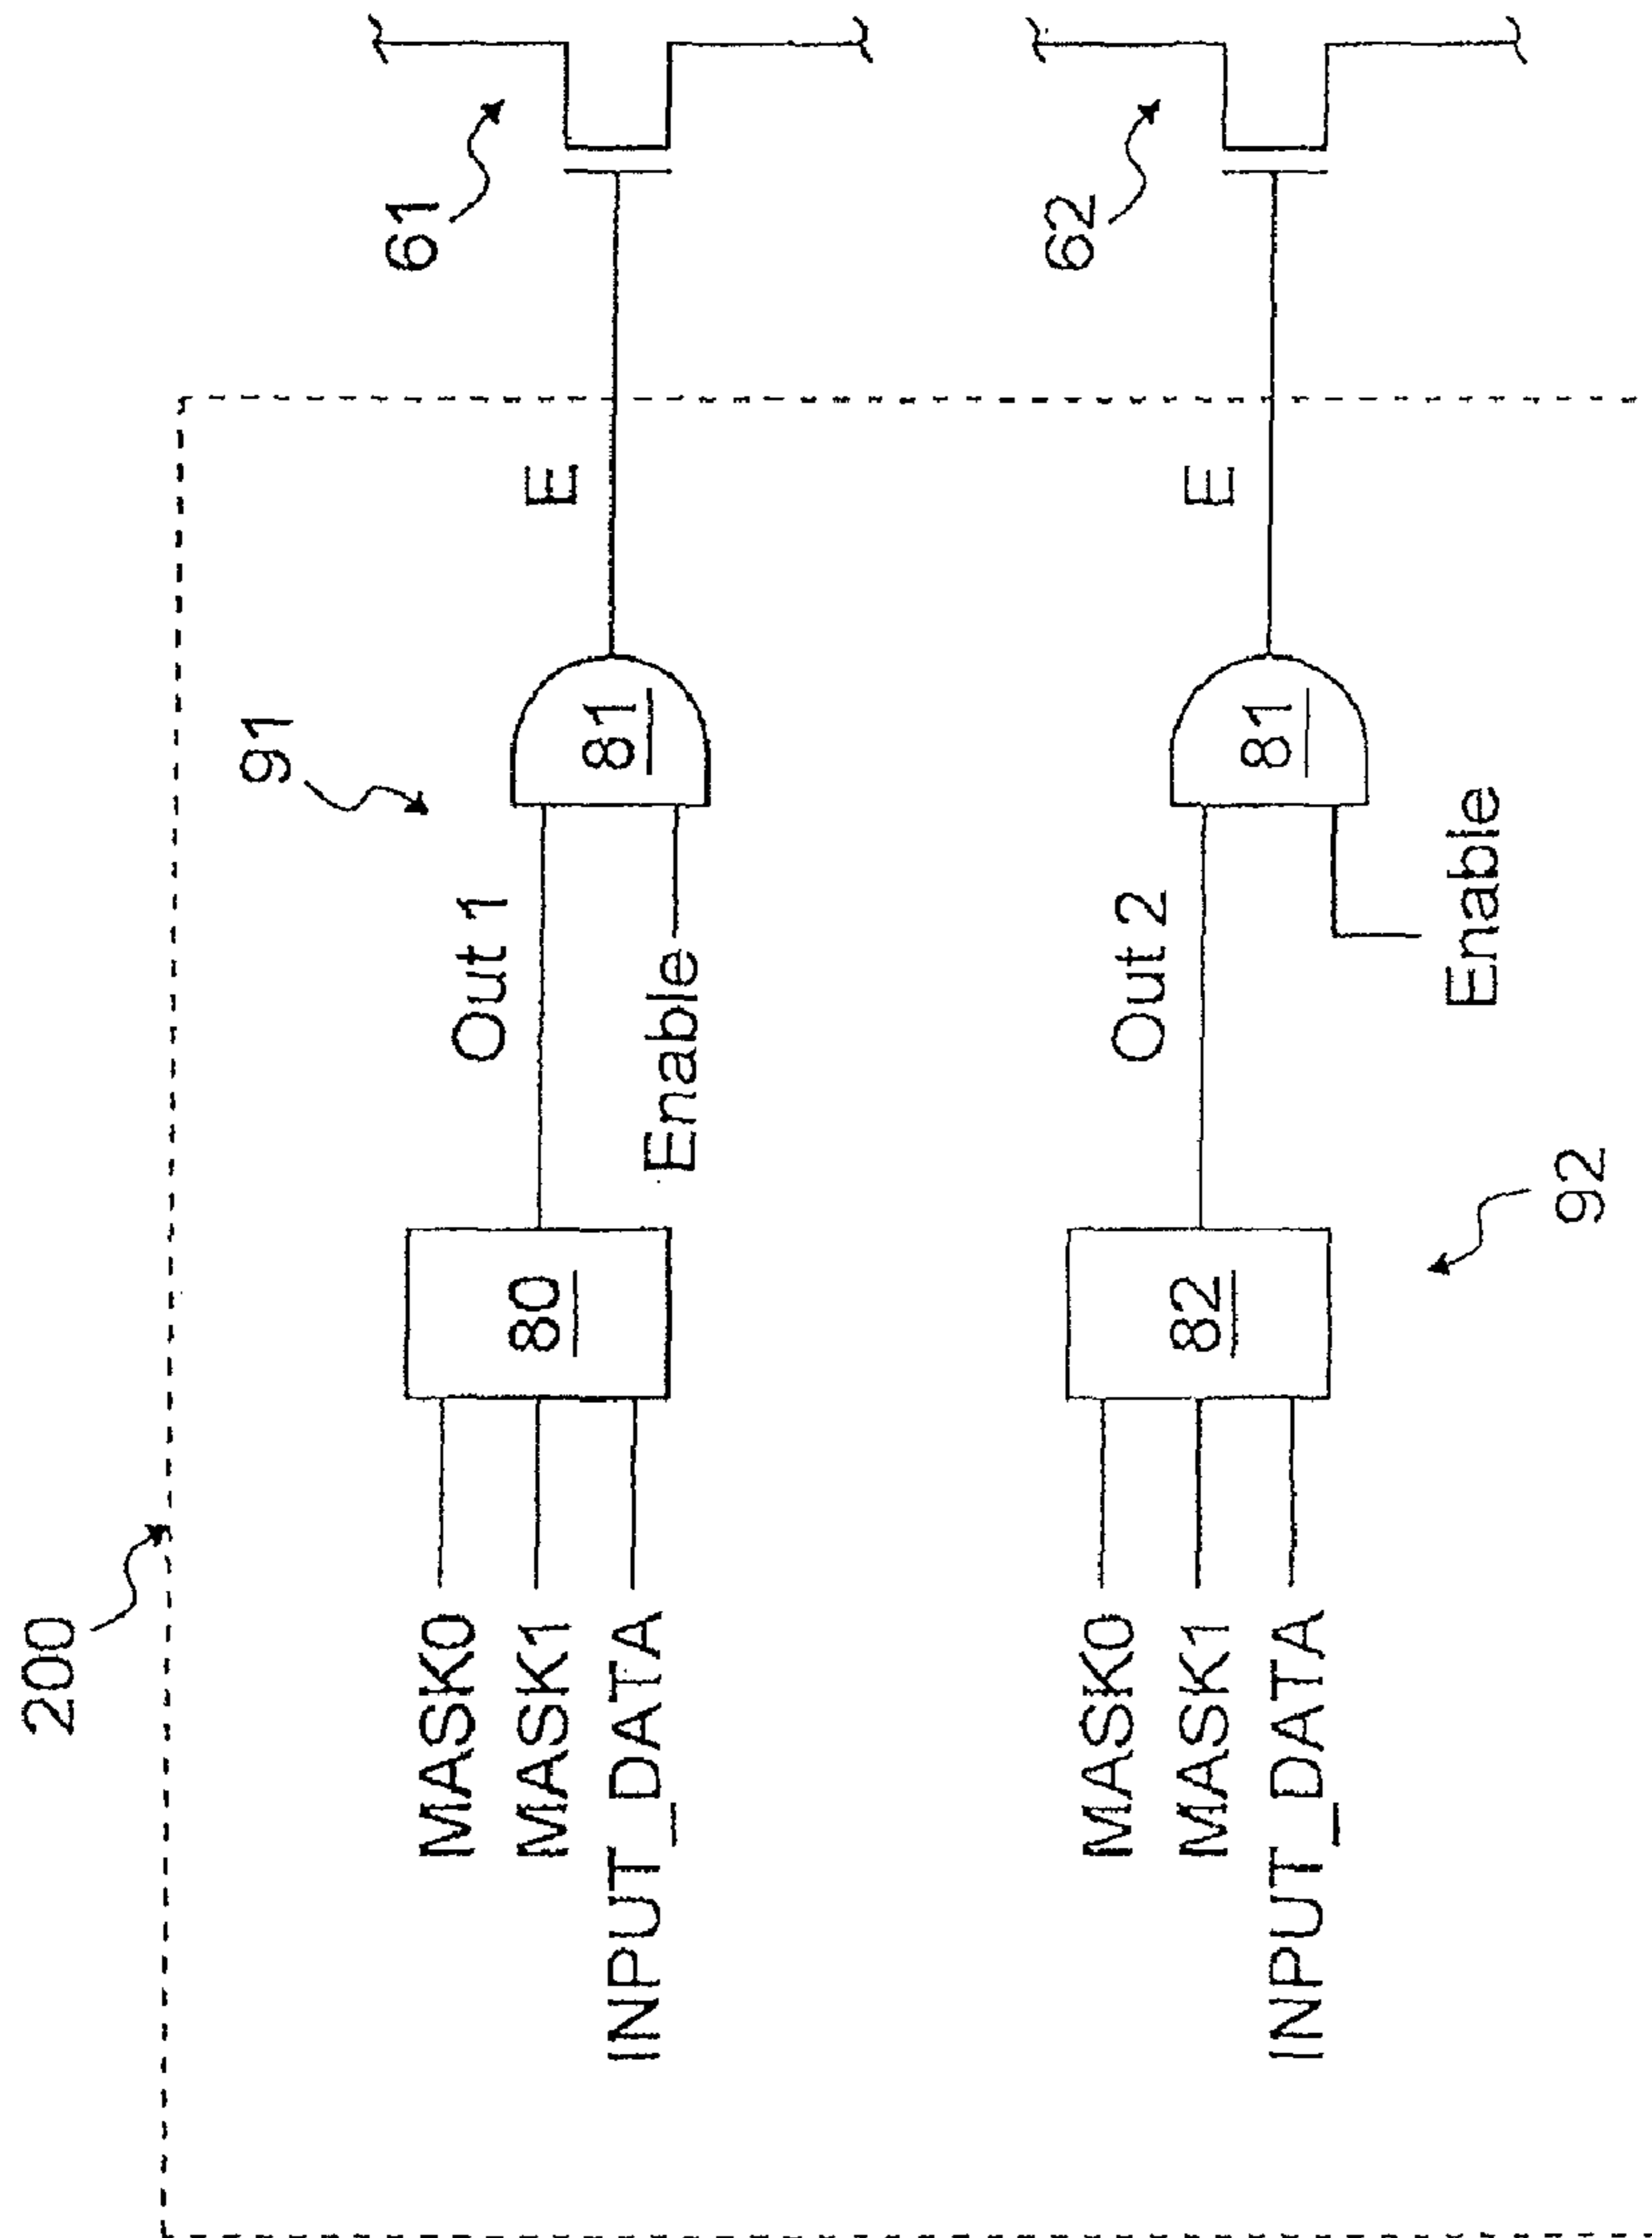 200
91
61
MASK0
MASK1
INPUT_DATA
80
Out 1
Enable
81
E
62
MASK0
MASK1
INPUT_DATA
82
Out 2
Enable
81
E
92